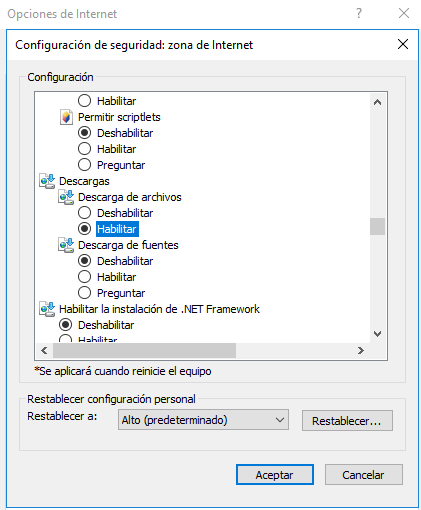 Opciones de Internet
Configuración de seguridad: zona de Internet
Configuración
Habilitar
Permitir scriptlets
Deshabilitar
Habilitar
Preguntar
Descargas
Descarga de archivos
Deshabilitar
Habilitar
Descarga de fuentes
Deshabilitar
Habilitar
Preguntar
Habilitar la instalación de .NET Framework
Deshabilitar
Habilitar
*Se aplicará cuando reinicie el equipo
Restablecer configuración personal
Restablecer a: Alto (predeterminado) Restablecer...
Aceptar Cancelar